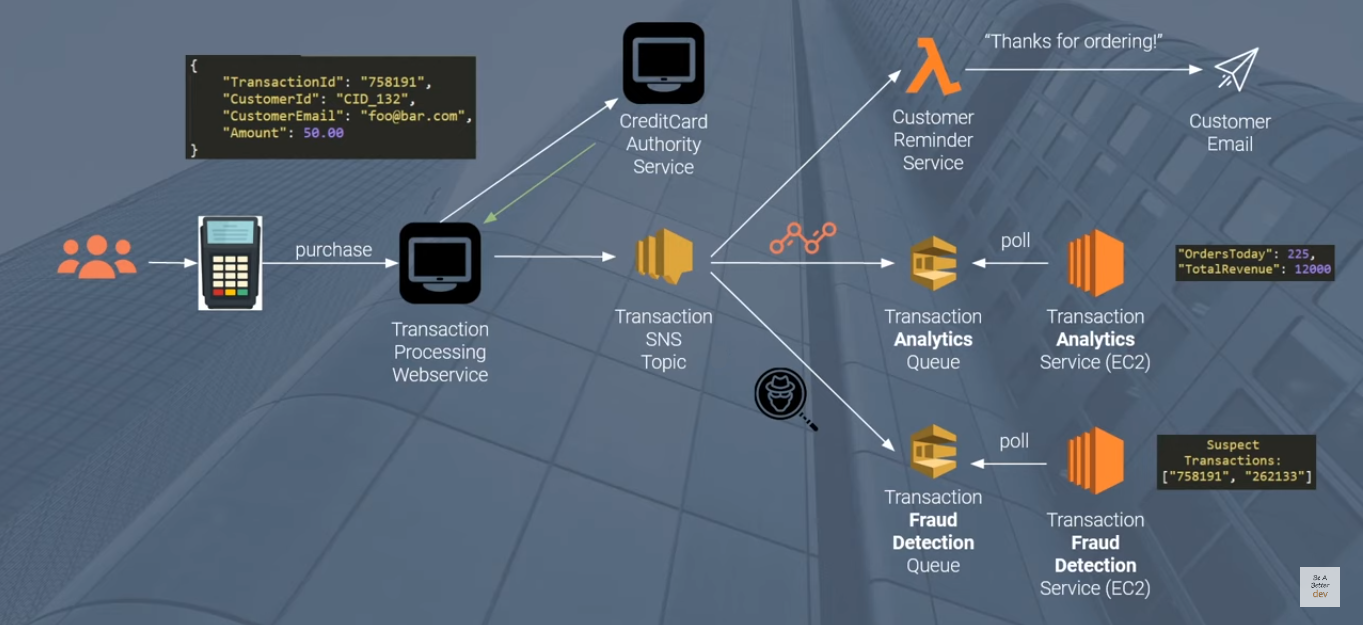 {
"TransactionId": "758191",
"CustomerId": "CID_132",
"CustomerEmail": "foo@bar.com",
"Amount": 50.00
}
purchase
Transaction
Processing
Webservice
CreditCard
Authority
Service
Transaction
SNS
Topic
Customer
Reminder
Service
“Thanks for ordering!”
Customer
Email
Transaction
Analytics
Queue
poll
Transaction
Analytics
Service (EC2)
"OrdersToday": 225,
"TotalRevenue": 12000
Transaction
Fraud
Detection
Queue
poll
Transaction
Fraud
Detection
Service (EC2)
Suspect
Transactions:
["758191", "262133"]
Be A
Better
dev